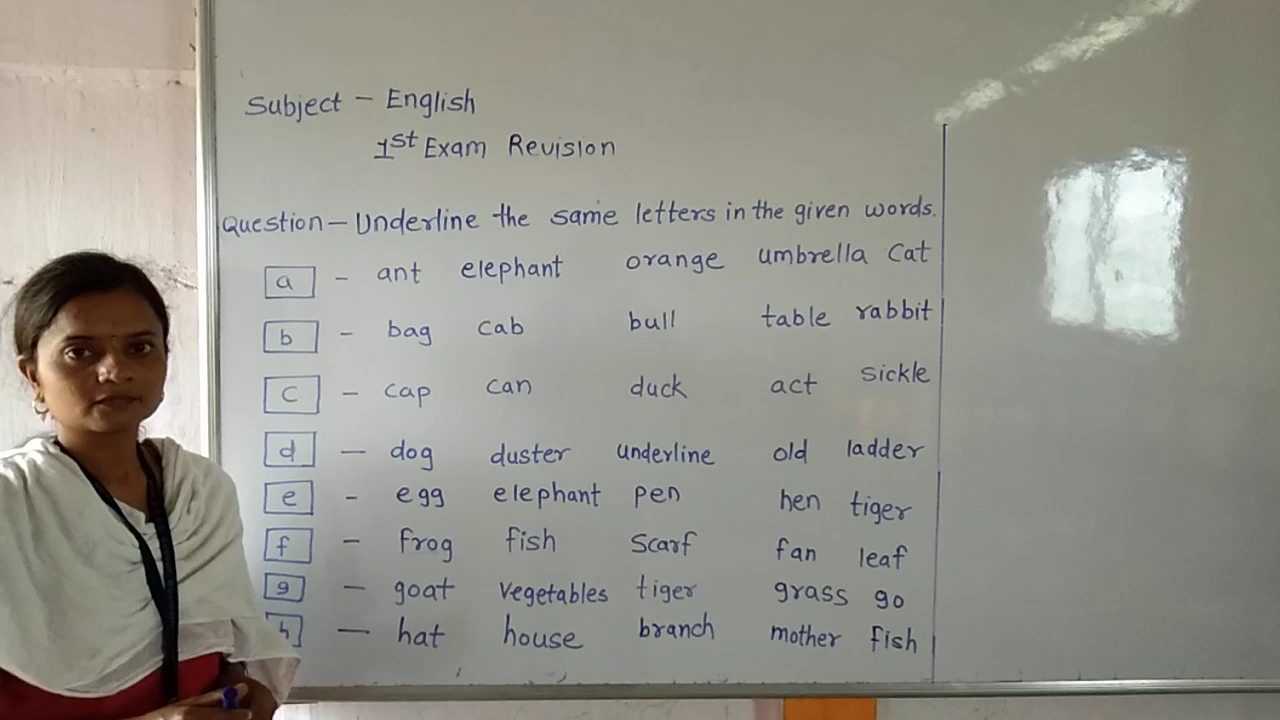 Subject - English
1st Exam Revision
Question - Underline the same letters in the given words.
a - ant elephant orange umbrella Cat
b - bag cab bull table rabbit
c - cap can duck act sickle
d - dog duster underline old ladder
e - egg elephant pen hen tiger
f - frog fish scarf fan leaf
g - goat vegetables tiger grass go
h - hat house branch mother fish